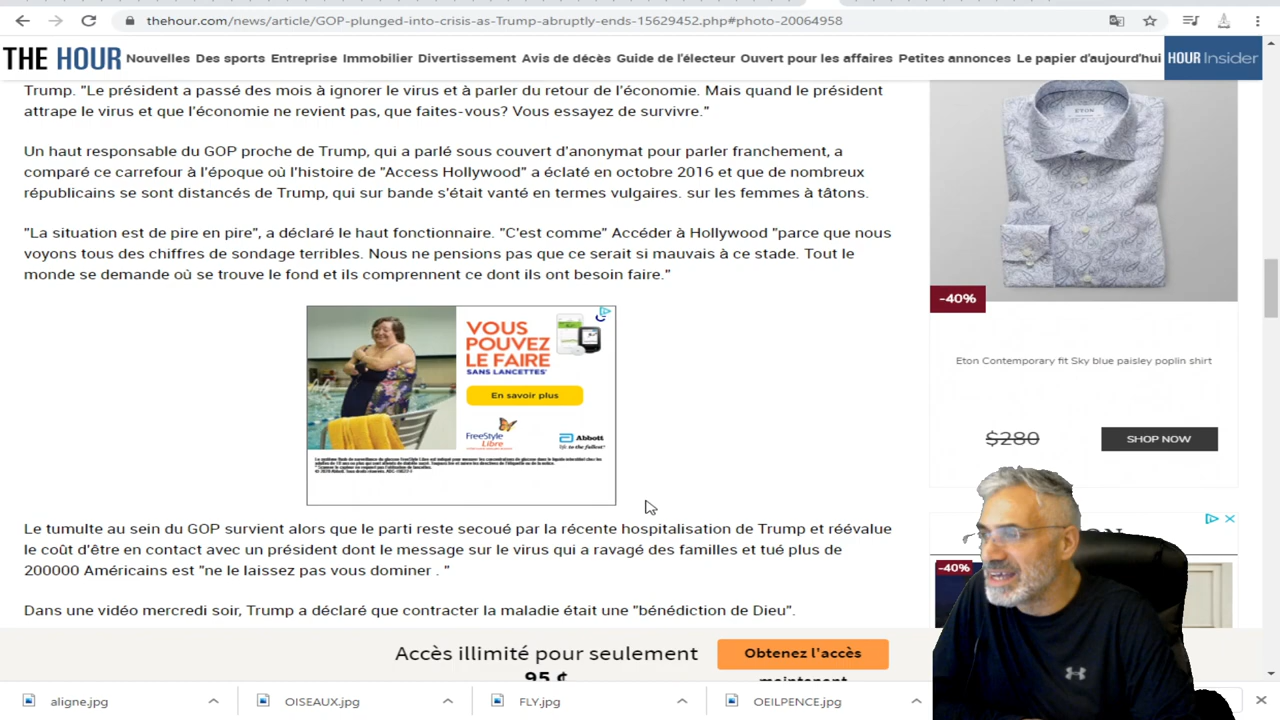 thehour.com/news/article/GOP-plunged-into-crisis-as-Trump-abruptly-ends-15629452.php#photo-20064958
THE HOUR Nouvelles Des sports Entreprise Immobilier Divertissement Avis de décès Guide de l'électeur Ouvert pour les affaires Petites annonces Le papier d'aujourd'hui HOUR Insider
Trump. "Le président a passé des mois à ignorer le virus et à parler du retour de l'économie. Mais quand le président
attrape le virus et que l'économie ne revient pas, que faites-vous? Vous essayez de survivre."
Un haut responsable du GOP proche de Trump, qui a parlé sous couvert d'anonymat pour parler franchement, a
comparé ce carrefour à l'époque où l'histoire de "Access Hollywood" a éclaté en octobre 2016 et que de nombreux
républicains se sont distancés de Trump, qui sur bande s'était vanté en termes vulgaires. sur les femmes à tâtons.
"La situation est de pire en pire", a déclaré le haut fonctionnaire. "C'est comme" Accéder à Hollywood "parce que nous
voyons tous des chiffres de sondage terribles. Nous ne pensions pas que ce serait si mauvais à ce stade. Tout le
monde se demande où se trouve le fond et ils comprennent ce dont ils ont besoin faire."
VOUS
POUVEZ
LE FAIRE
SANS LANCETTES
En savoir plus
FreeStyle
Libre
Abbott
life to the fullest
Le tumulte au sein du GOP survient alors que le parti reste secoué par la récente hospitalisation de Trump et réévalue
le coût d'être en contact avec un président dont le message sur le virus qui a ravagé des familles et tué plus de
200000 Américains est "ne le laissez pas vous dominer . "
Dans une vidéo mercredi soir, Trump a déclaré que contracter la maladie était une "bénédiction de Dieu".
ETON
-40%
Eton Contemporary fit Sky blue paisley poplin shirt
$280
SHOP NOW
-40%
Accès illimité pour seulement
95 ¢
Obtenez l'accès
maintenant
aligne.jpg
OISEAUX.jpg
FLY.jpg
OEILPENCE.jpg